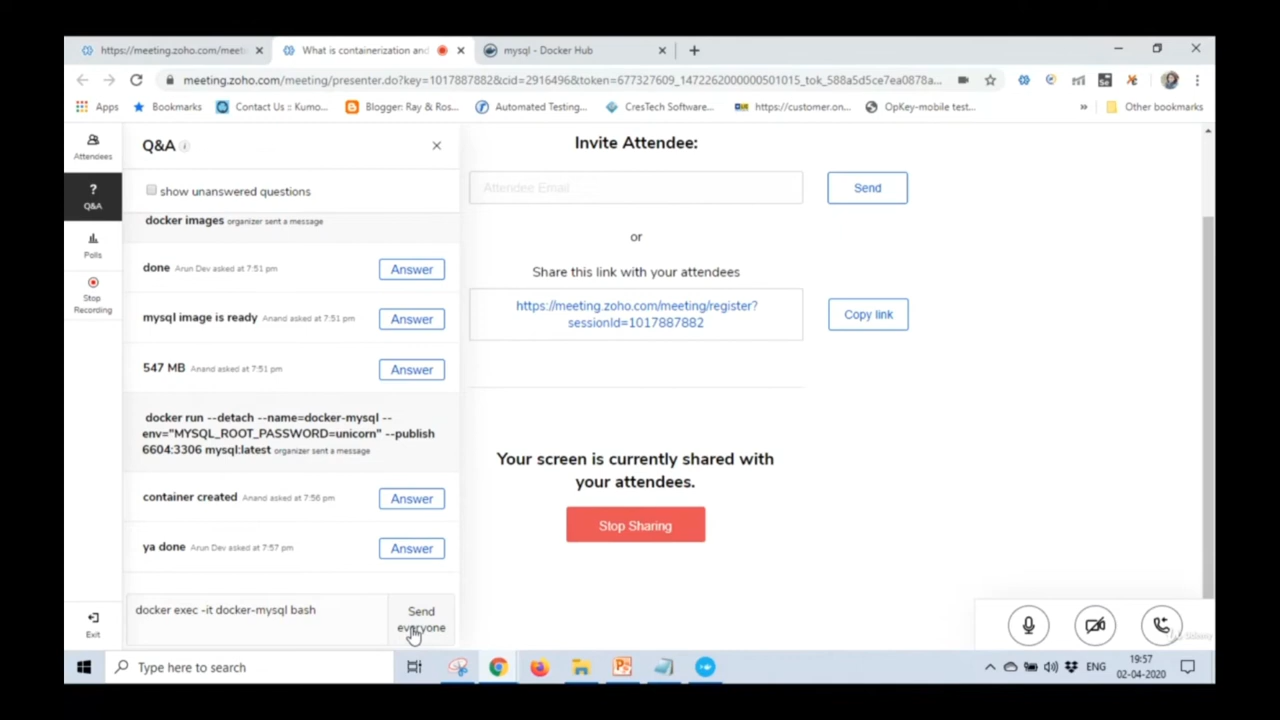 https://meeting.zoho.com/meeti
What is containerization and
mysql - Docker Hub
meeting.zoho.com/meeting/presenter.do?key=1017887882&cid=2916496&token=677327609_1472262000000501015_tok_588a5d5ce7ea0878a...
Apps
Bookmarks
Contact Us :: Kumo...
Blogger: Ray & Ros...
Automated Testing...
CresTech Software...
https://customer.on...
OpKey-mobile test...
»
Other bookmarks
Attendees
?
Q&A
Polls
Stop
Recording
Exit
Q&A
show unanswered questions
docker images organizer sent a message
done Arun Dev asked at 7:51 pm
Answer
mysql image is ready Anand asked at 7:51 pm
Answer
547 MB Anand asked at 7:51 pm
Answer
docker run --detach --name=docker-mysql --
env="MYSQL_ROOT_PASSWORD=unicorn" --publish
6604:3306 mysql:latest organizer sent a message
container created Anand asked at 7:56 pm
Answer
ya done Arun Dev asked at 7:57 pm
Answer
docker exec -it docker-mysql bash
Send
everyone
Invite Attendee:
Attendee Email
Send
or
Share this link with your attendees
https://meeting.zoho.com/meeting/register?
sessionId=1017887882
Copy link
Your screen is currently shared with
your attendees.
Stop Sharing
Udemy
Type here to search
ENG
19:57
02-04-2020